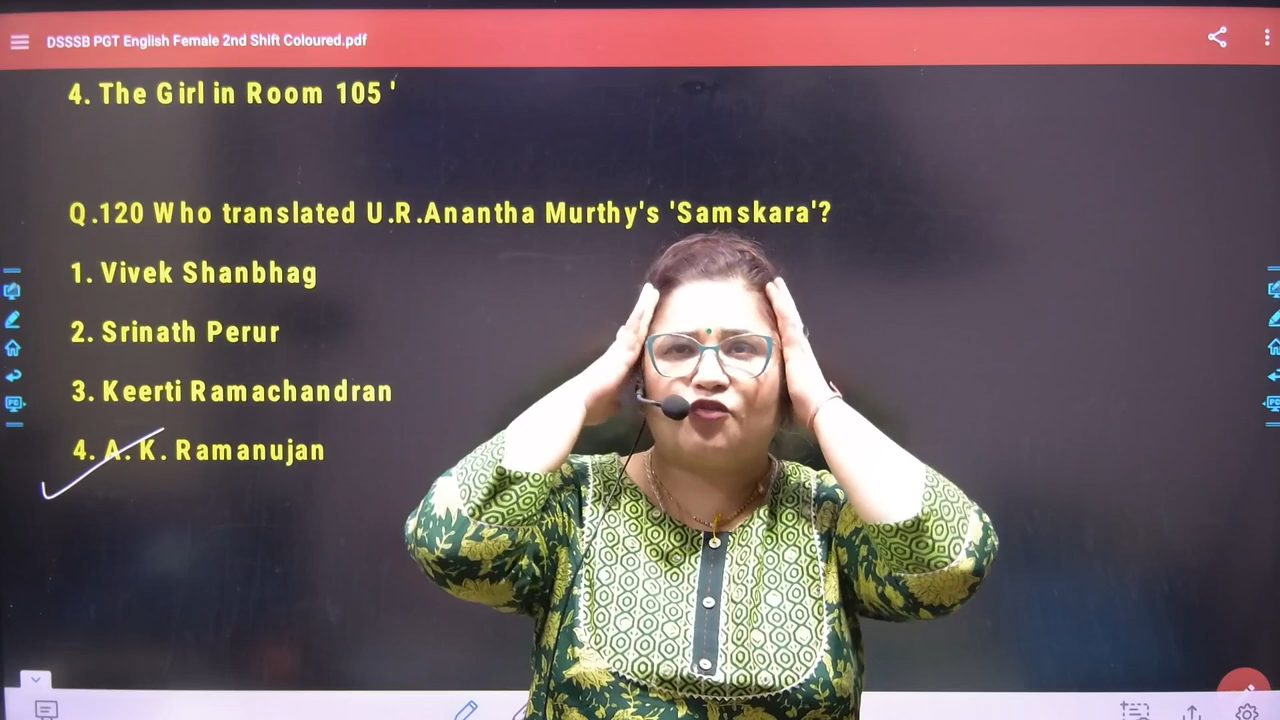 DSSSB PGT English Female 2nd Shift Coloured.pdf
4. The Girl in Room 105 '
Q.120 Who translated U.R.Anantha Murthy's 'Samskara'?
1. Vivek Shanbhag
2. Srinath Perur
3. Keerti Ramachandran
4. A. K. Ramanujan